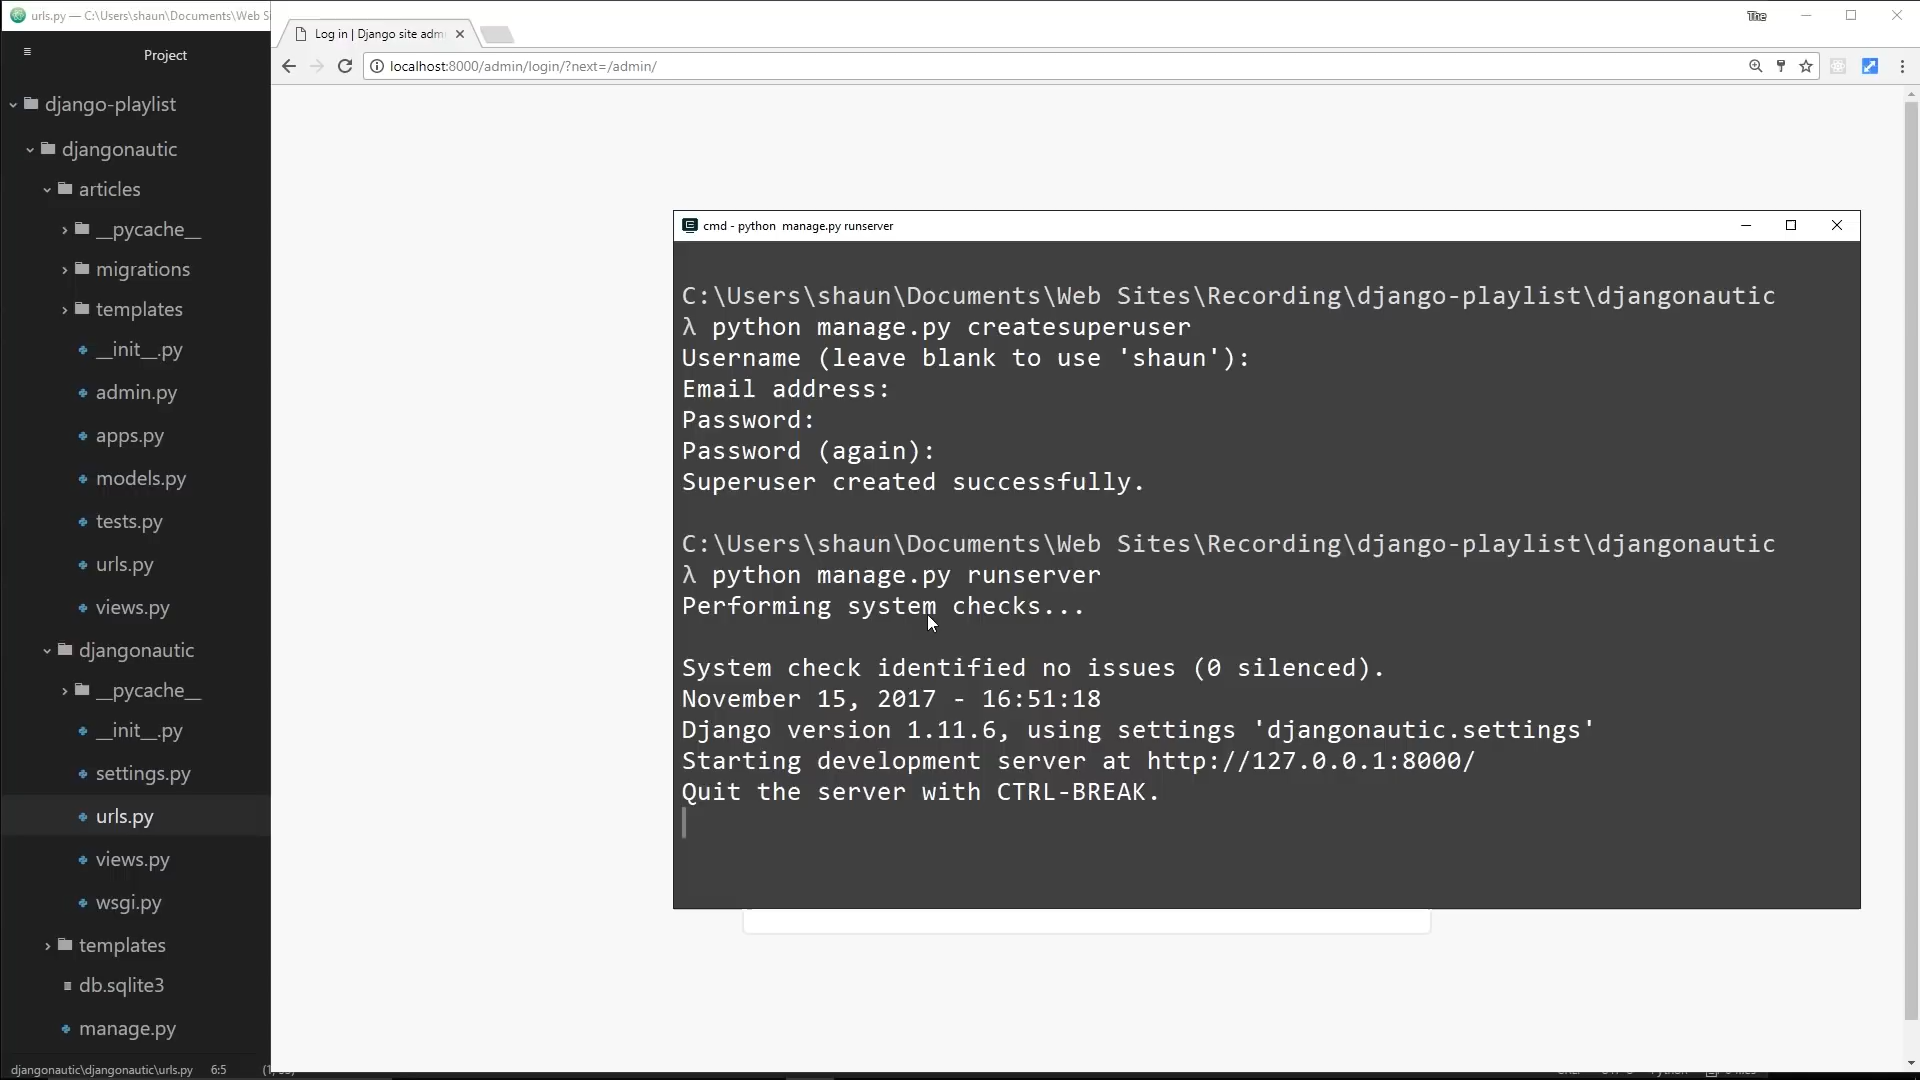 urls.py — C:\Users\shaun\Documents\Web S
Project
django-playlist
djangonautic
articles
__pycache__
migrations
templates
__init__.py
admin.py
apps.py
models.py
tests.py
urls.py
views.py
djangonautic
__pycache__
__init__.py
settings.py
urls.py
views.py
wsgi.py
templates
db.sqlite3
manage.py
djangonautic\djangonautic\urls.py 6:5
Log in | Django site adm
The
localhost:8000/admin/login/?next=/admin/
cmd - python  manage.py runserver
C:\Users\shaun\Documents\Web Sites\Recording\django-playlist\djangonautic
λ python manage.py createsuperuser
Username (leave blank to use 'shaun'):
Email address:
Password:
Password (again):
Superuser created successfully.
C:\Users\shaun\Documents\Web Sites\Recording\django-playlist\djangonautic
λ python manage.py runserver
Performing system checks...
System check identified no issues (0 silenced).
November 15, 2017 - 16:51:18
Django version 1.11.6, using settings 'djangonautic.settings'
Starting development server at http://127.0.0.1:8000/
Quit the server with CTRL-BREAK.